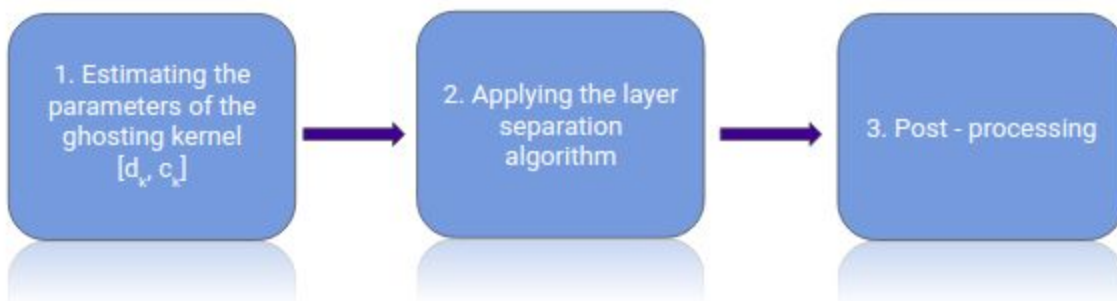 1. Estimating the
parameters of the
ghosting kernel
[dₖ, cₖ]
2. Applying the layer
separation
algorithm
3. Post - processing